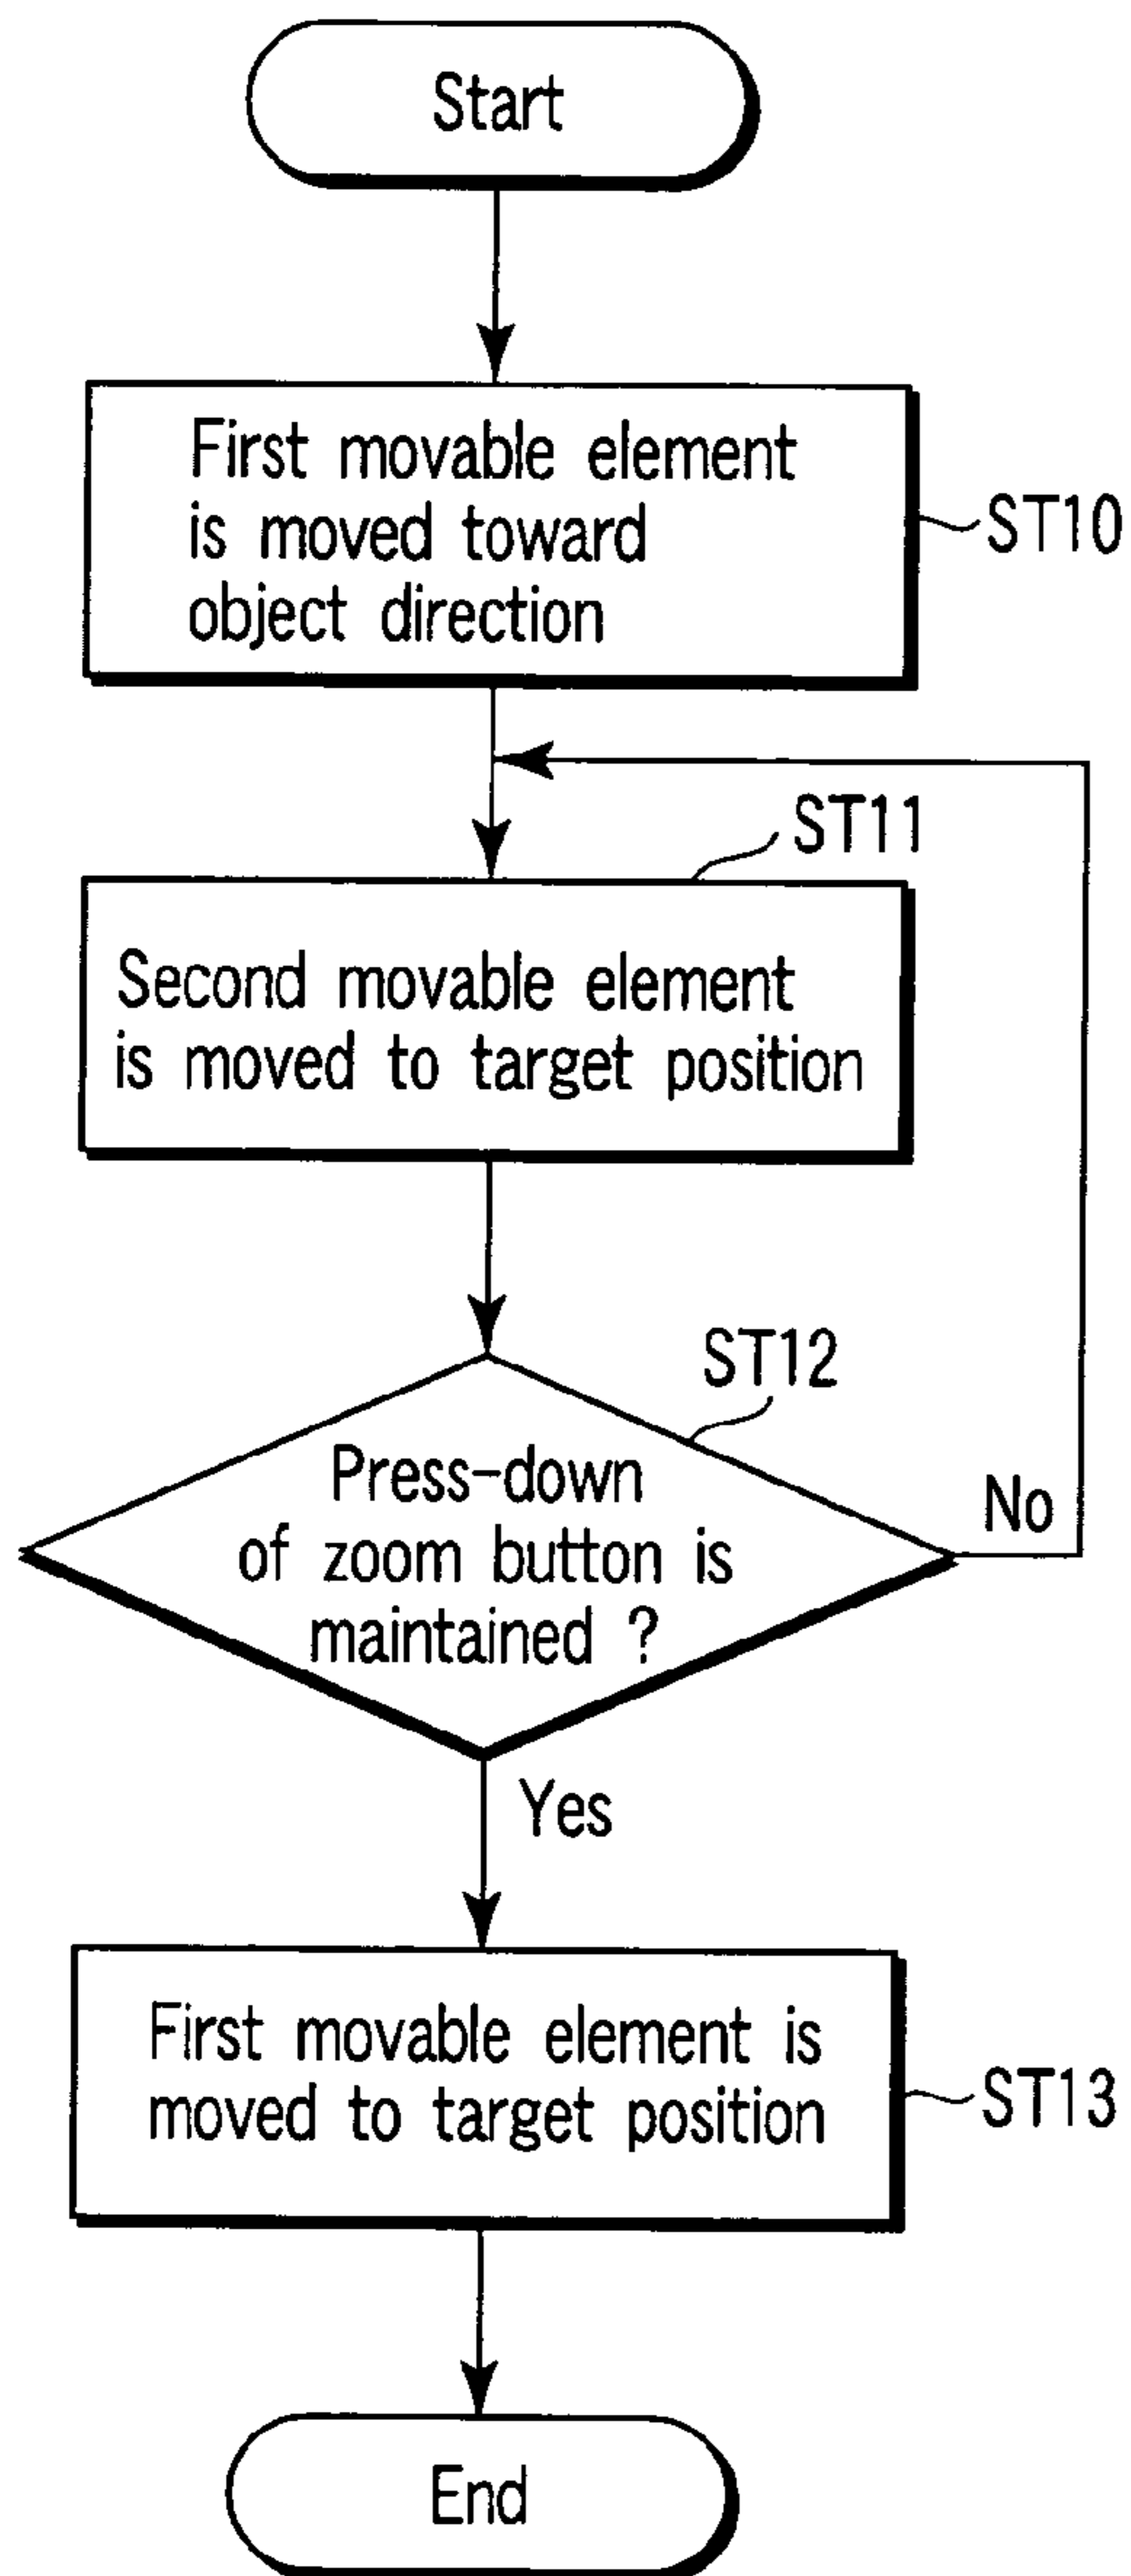 Start
First movable element
is moved toward
object direction
ST10
ST11
Second movable element
is moved to target position
ST12
Press-down
of zoom button is
maintained ?
No
Yes
First movable element is
moved to target position
ST13
End